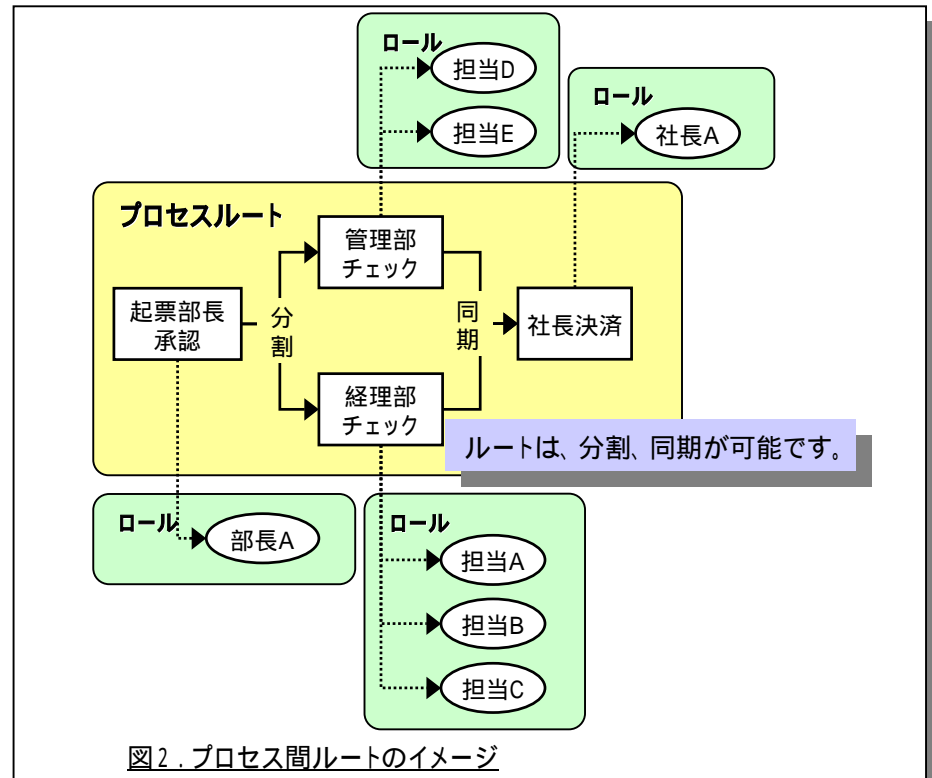 ロール
担当D
担当E
ロール
社長A
プロセスルート
管理部
チェック
起票部長
承認
分
割
同
期
社長決済
経理部
チェック
ルートは、分割、同期が可能です。
ロール
部長A
ロール
担当A
担当B
担当C
図2．プロセス間ルートのイメージ